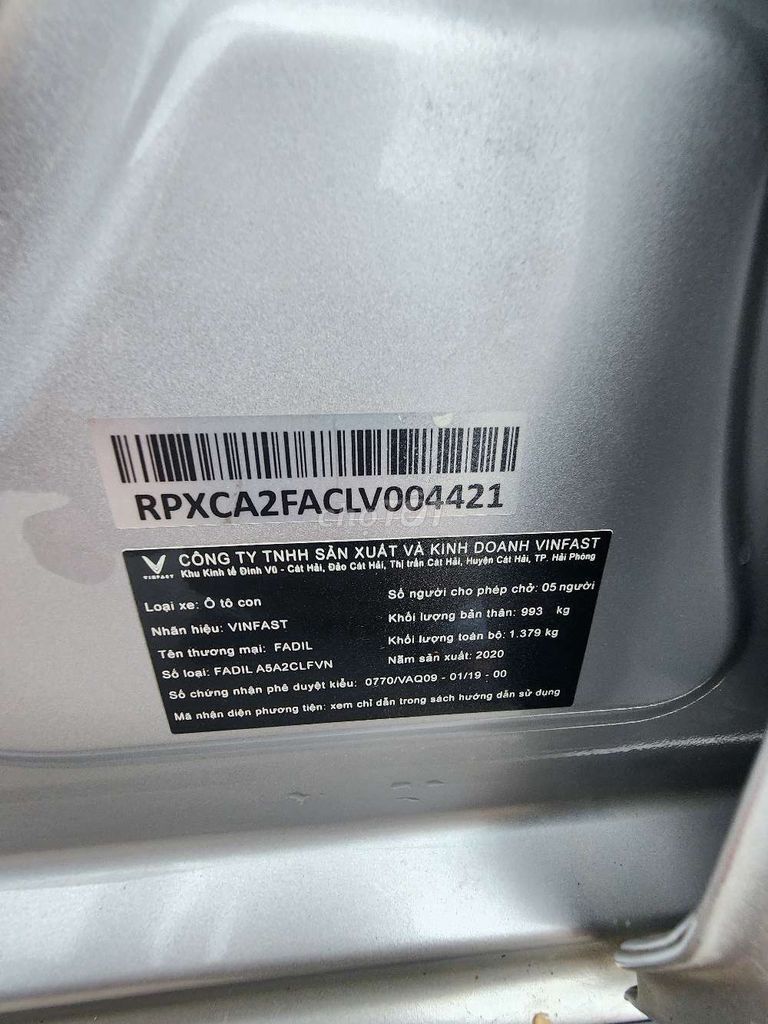 RPXCA2FACLV004421
CHỢTỐT
VINFAST
CÔNG TY TNHH SẢN XUẤT VÀ KINH DOANH VINFAST
Khu Kinh tế Đình Vũ - Cát Hải, Đảo Cát Hải, Thị trấn Cát Hải, Huyện Cát Hải, TP. Hải Phòng
Loại xe: Ô tô con
Số người cho phép chở: 05 người
Nhãn hiệu: VINFAST
Khối lượng bản thân: 993 kg
Tên thương mại: FADIL
Khối lượng toàn bộ: 1.379 kg
Số loại: FADIL A5A2CLFVN
Năm sản xuất: 2020
Số chứng nhận phê duyệt kiểu: 0770/VAQ09 - 01/19 - 00
Mã nhận diện phương tiện: xem chỉ dẫn trong sách hướng dẫn sử dụng